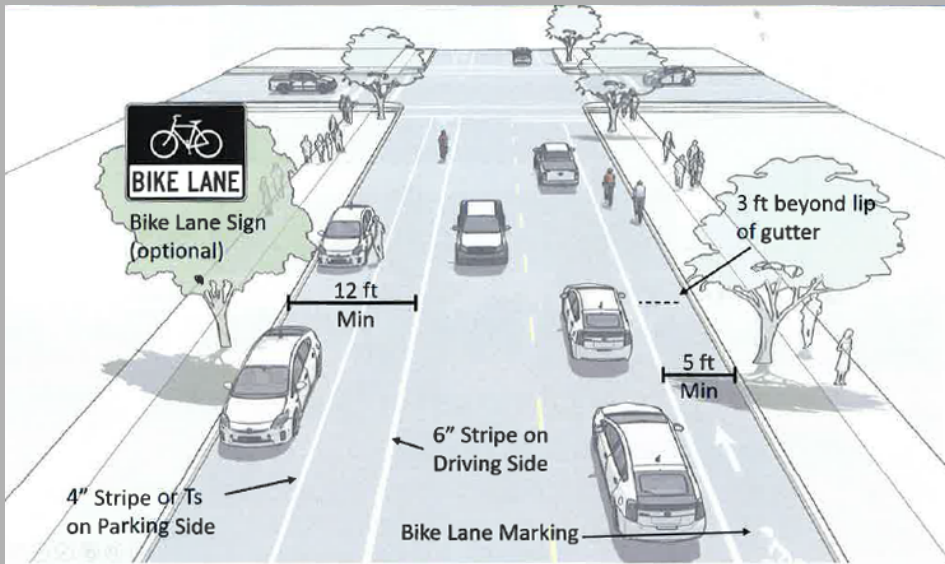 BIKE LANE
Bike Lane Sign
(optional)
3 ft beyond lip
of gutter
12 ft
Min
5 ft
Min
6” Stripe on
Driving Side
4” Stripe or Ts
on Parking Side
Bike Lane Marking